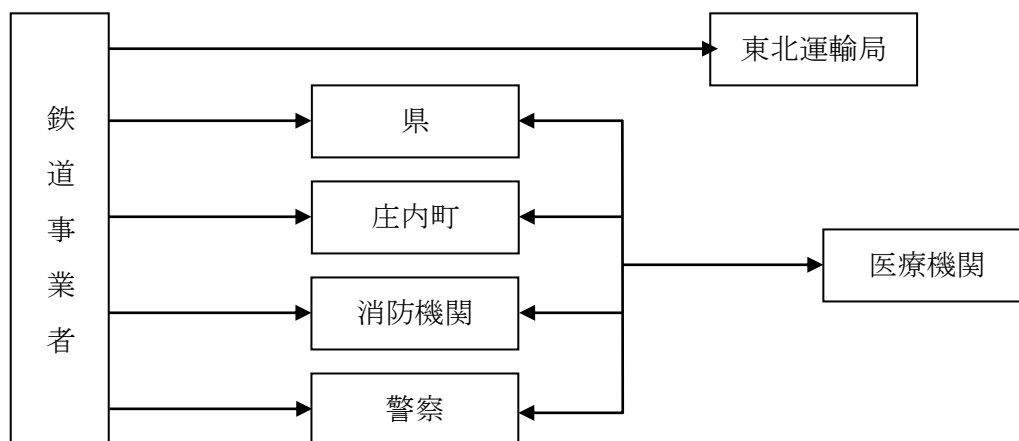 鉄道事業者
東北運輸局
県
庄内町
医療機関
消防機関
警察